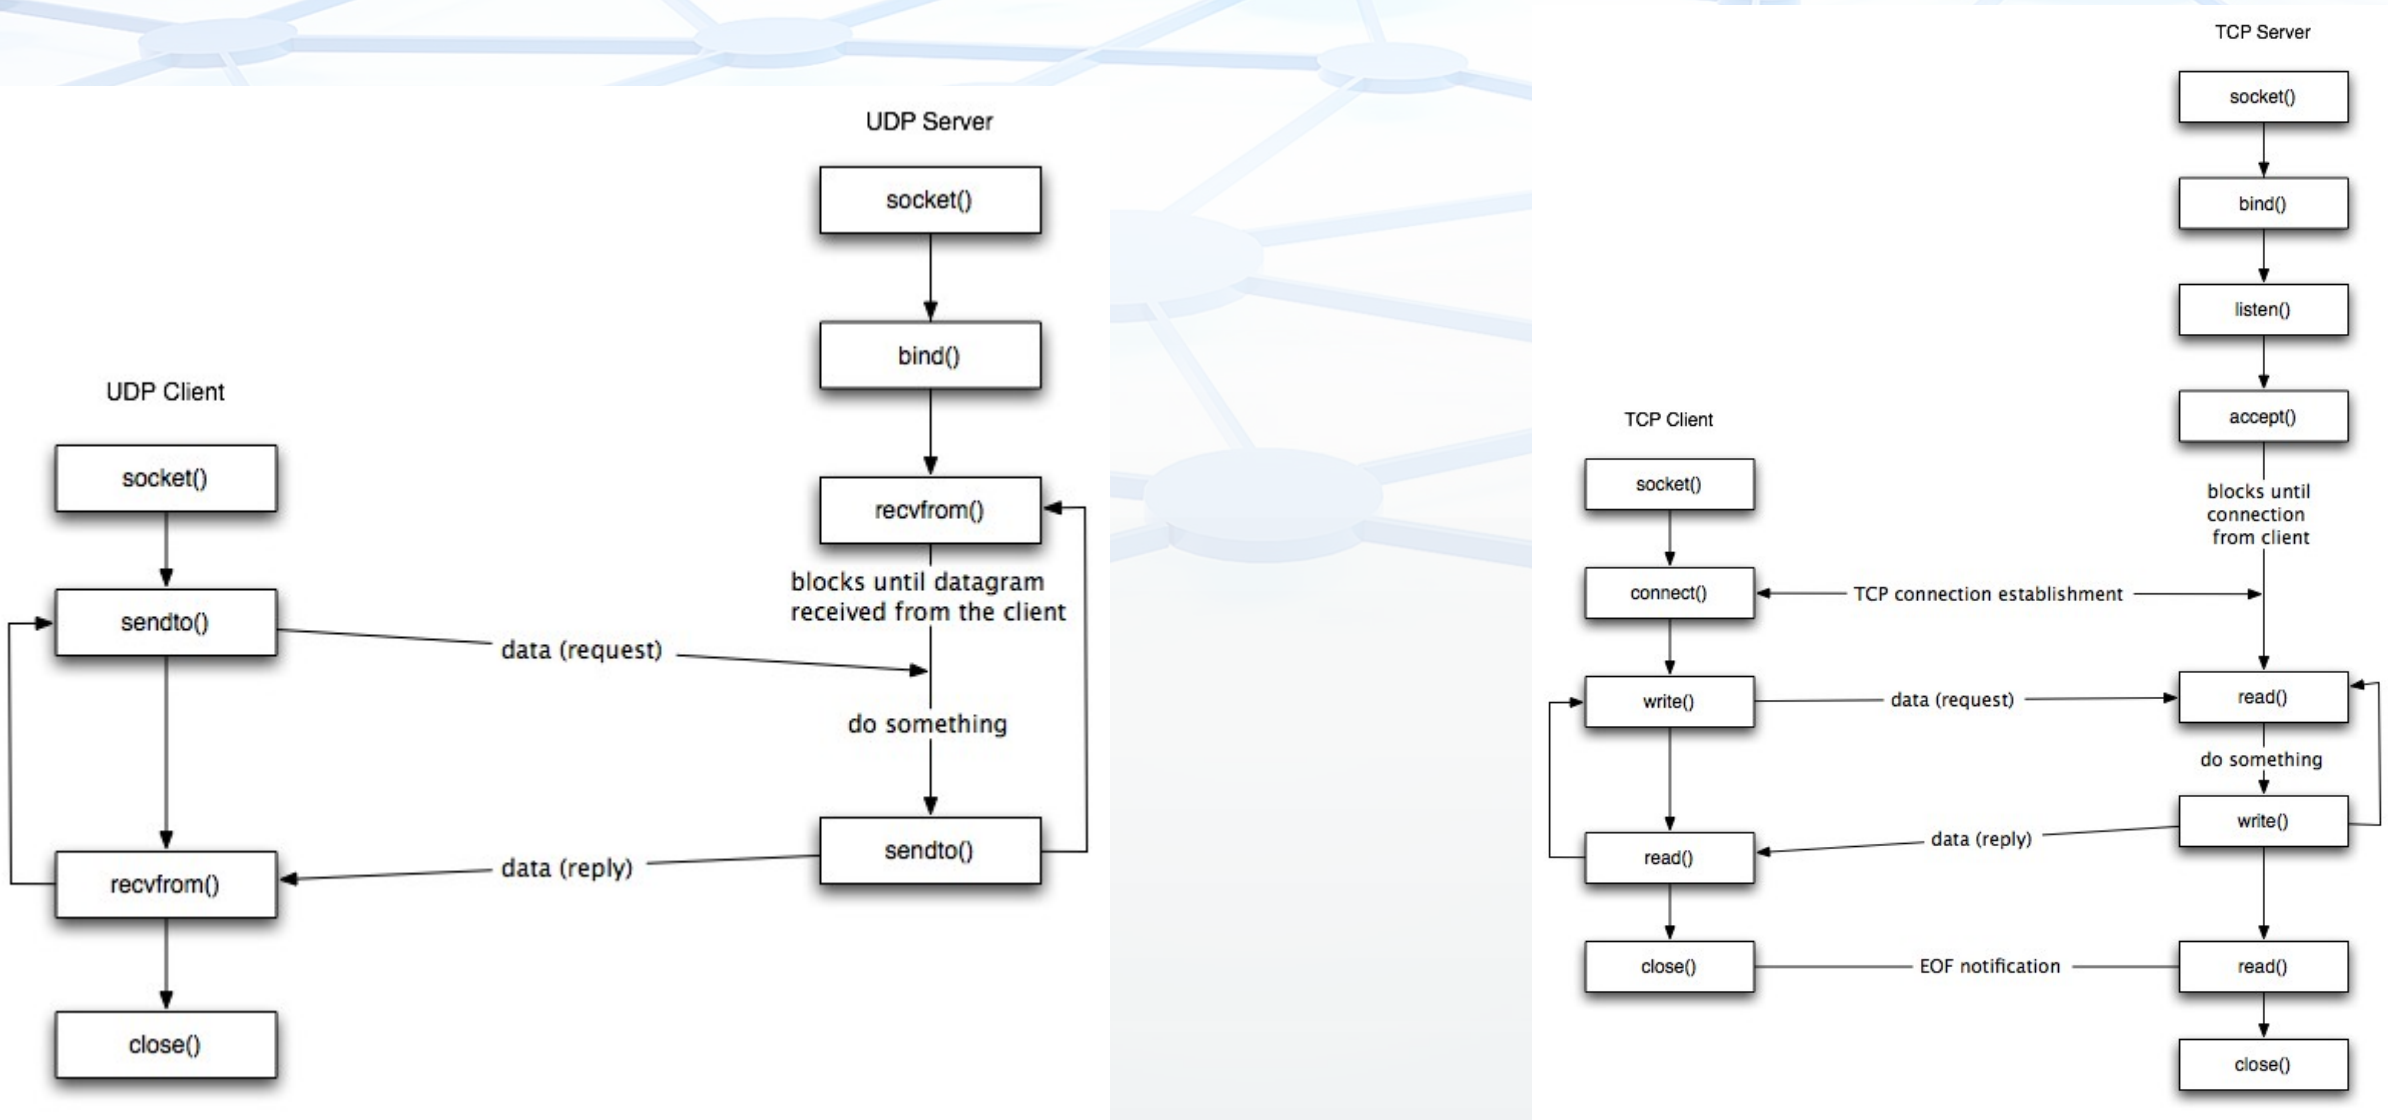 UDP Server
socket()
bind()
recvfrom()
blocks until datagram
received from the client
do something
sendto()
UDP Client
socket()
sendto()
data (request)
data (reply)
recvfrom()
close()
TCP Server
socket()
bind()
listen()
accept()
blocks until
connection
from client
TCP Client
socket()
connect()
TCP connection establishment
write()
data (request)
read()
do something
write()
data (reply)
read()
close()
EOF notification
read()
close()